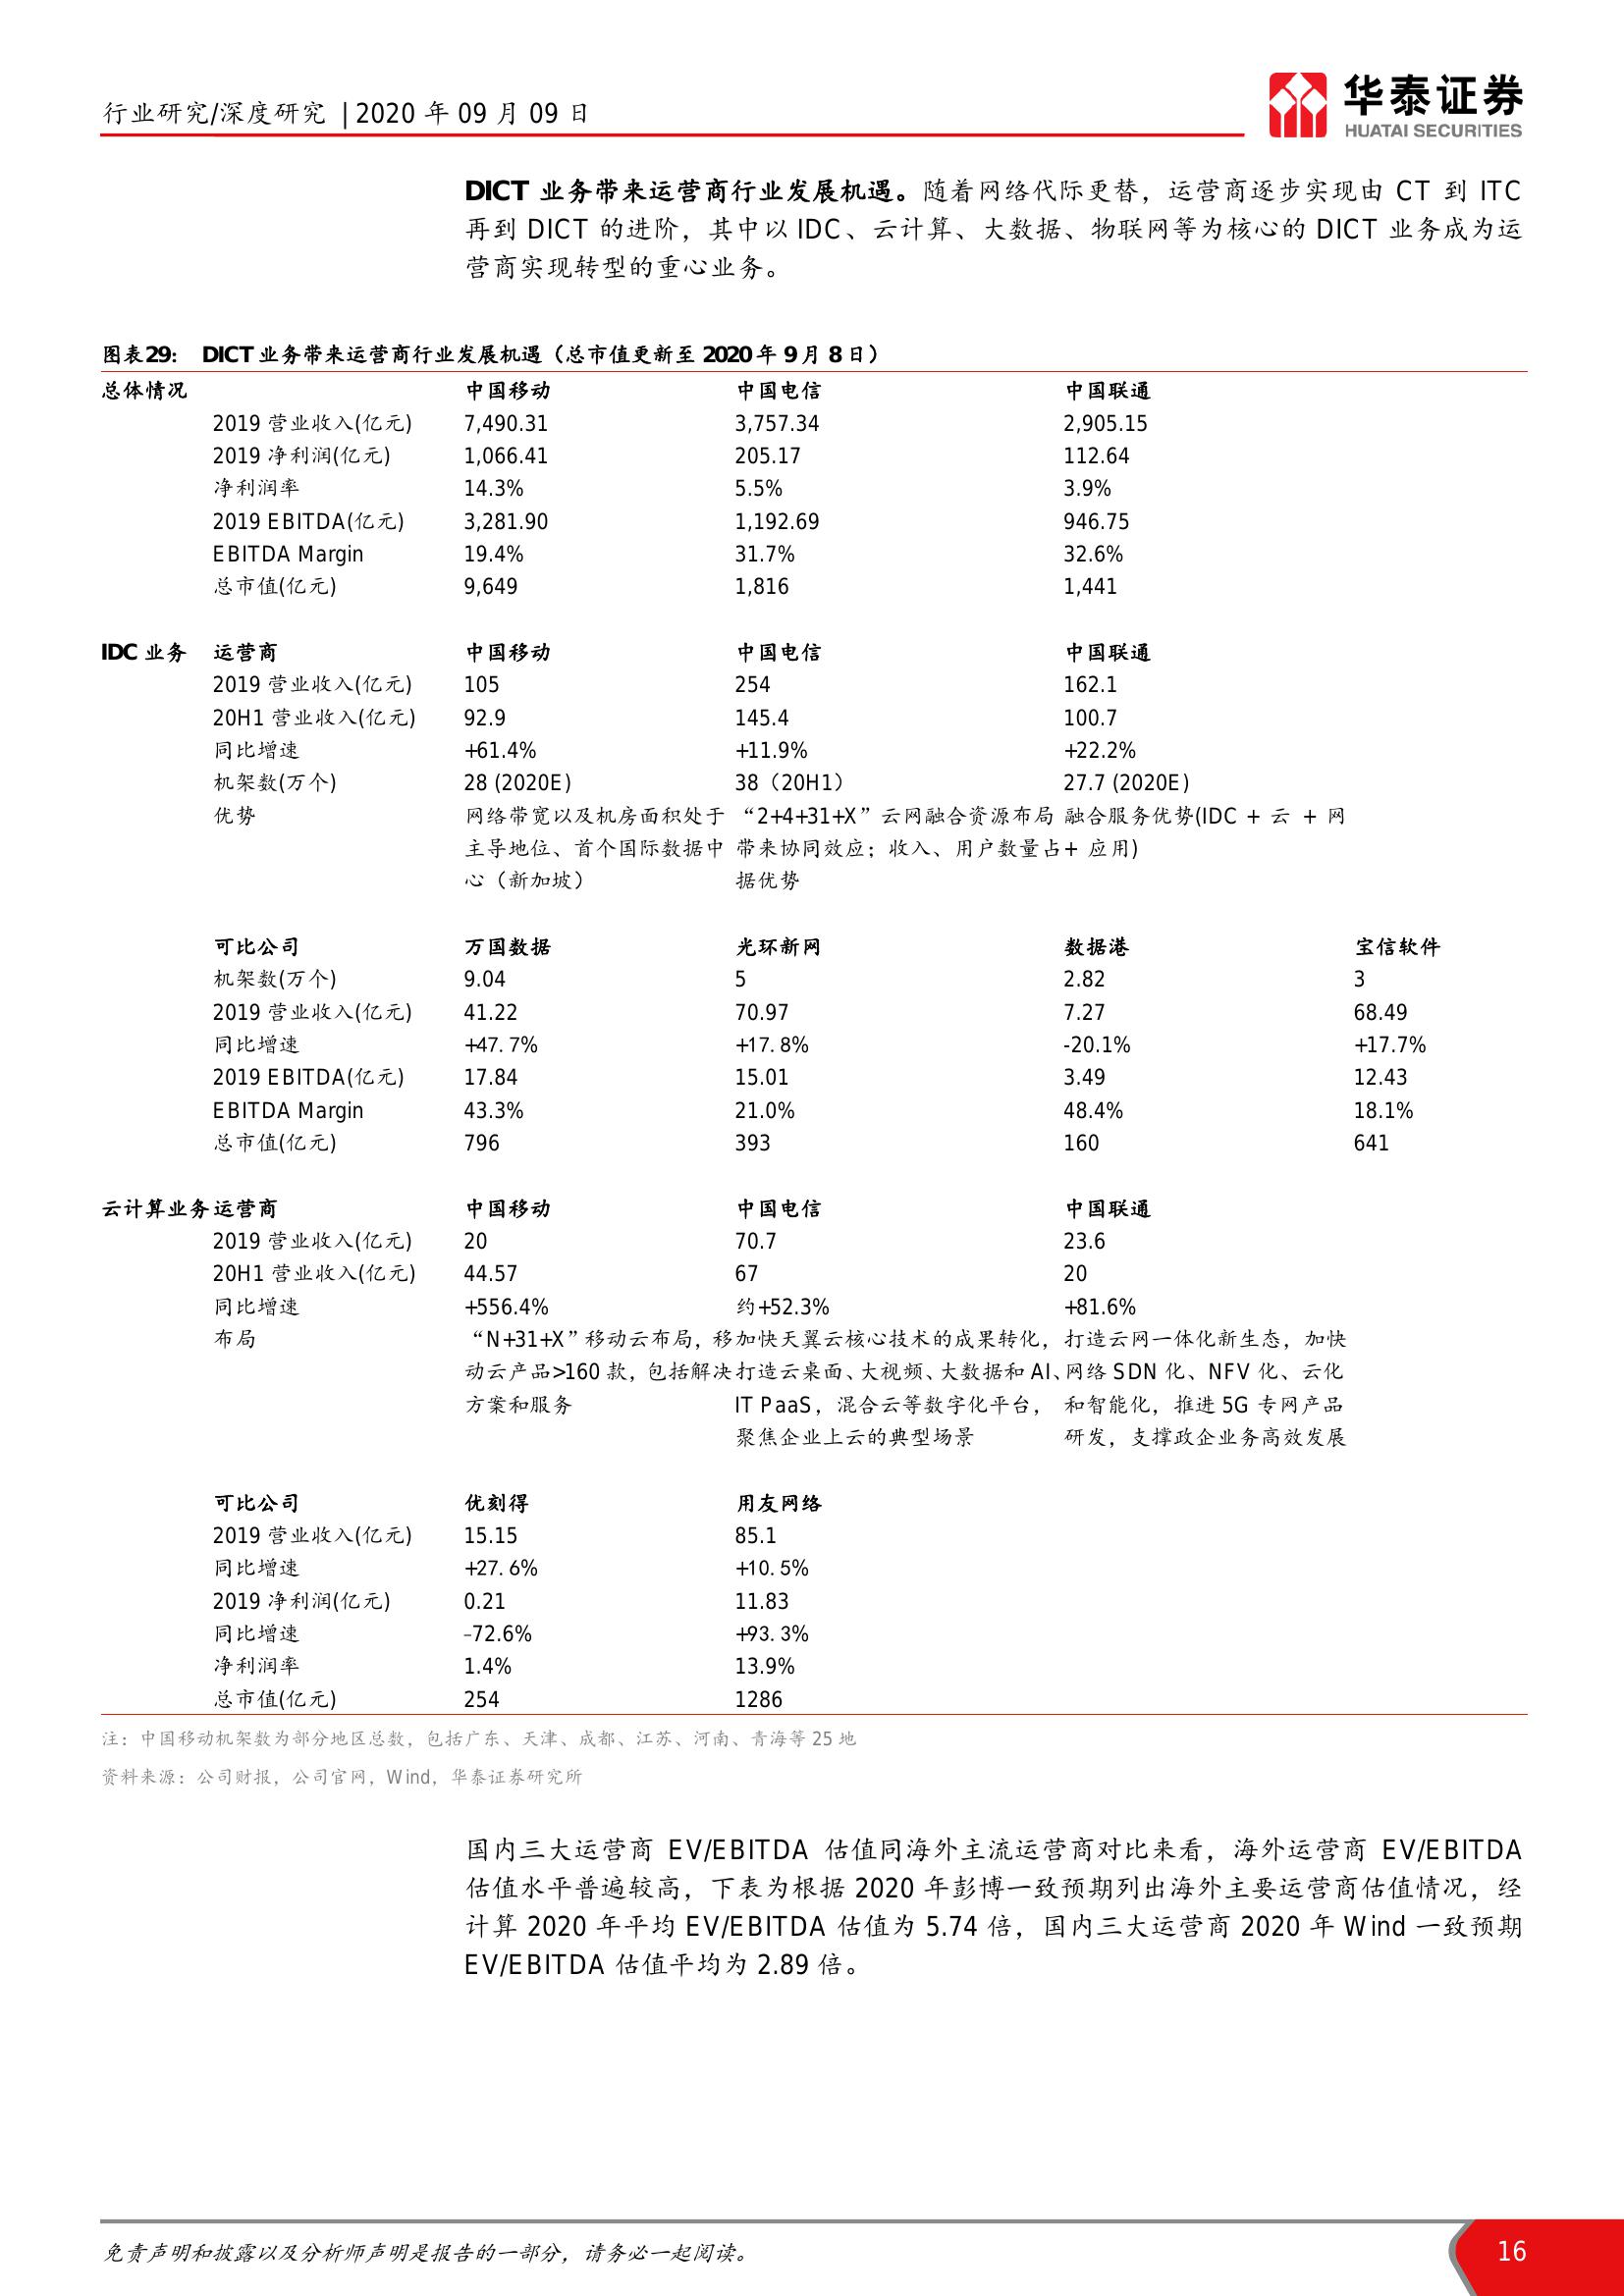 行业研究/深度研究 | 2020 年 09 月 09 日
华泰证券
HUATAI SECURITIES
DICT 业务带来运营商行业发展机遇。随着网络代际更替，运营商逐步实现由 CT 到 ITC
再到 DICT 的进阶，其中以 IDC、云计算、大数据、物联网等为核心的 DICT 业务成为运
营商实现转型的重心业务。
图表29： DICT 业务带来运营商行业发展机遇（总市值更新至 2020 年 9 月 8 日）
总体情况 中国移动 中国电信 中国联通
2019 营业收入(亿元) 7,490.31 3,757.34 2,905.15
2019 净利润(亿元) 1,066.41 205.17 112.64
净利润率 14.3% 5.5% 3.9%
2019 EBITDA(亿元) 3,281.90 1,192.69 946.75
EBITDA Margin 19.4% 31.7% 32.6%
总市值(亿元) 9,649 1,816 1,441
IDC 业务 运营商 中国移动 中国电信 中国联通
2019 营业收入(亿元) 105 254 162.1
20H1 营业收入(亿元) 92.9 145.4 100.7
同比增速 +61.4% +11.9% +22.2%
机架数(万个) 28 (2020E) 38（20H1） 27.7 (2020E)
优势 网络带宽以及机房面积处于 “2+4+31+X”云网融合资源布局 融合服务优势(IDC + 云 + 网
主导地位、首个国际数据中 带来协同效应；收入、用户数量占 + 应用)
心（新加坡） 据优势
可比公司 万国数据 光环新网 数据港 宝信软件
机架数(万个) 9.04 5 2.82 3
2019 营业收入(亿元) 41.22 70.97 7.27 68.49
同比增速 +47.7% +17.8% -20.1% +17.7%
2019 EBITDA(亿元) 17.84 15.01 3.49 12.43
EBITDA Margin 43.3% 21.0% 48.4% 18.1%
总市值(亿元) 796 393 160 641
云计算业务 运营商 中国移动 中国电信 中国联通
2019 营业收入(亿元) 20 70.7 23.6
20H1 营业收入(亿元) 44.57 67 20
同比增速 +556.4% 约+52.3% +81.6%
布局 “N+31+X”移动云布局，移 加快天翼云核心技术的成果转化， 打造云网一体化新生态，加快
动云产品>160 款，包括解决 打造云桌面、大视频、大数据和 AI、 网络 SDN 化、NFV 化、云化
方案和服务 IT PaaS，混合云等数字化平台， 和智能化，推进 5G 专网产品
聚焦企业上云的典型场景 研发，支撑政企业务高效发展
可比公司 优刻得 用友网络
2019 营业收入(亿元) 15.15 85.1
同比增速 +27.6% +10.5%
2019 净利润(亿元) 0.21 11.83
同比增速 –72.6% +93.3%
净利润率 1.4% 13.9%
总市值(亿元) 254 1286
注：中国移动机架数为部分地区总数，包括广东、天津、成都、江苏、河南、青海等 25 地
资料来源：公司财报，公司官网，Wind，华泰证券研究所
国内三大运营商 EV/EBITDA 估值同海外主流运营商对比来看，海外运营商 EV/EBITDA
估值水平普遍较高，下表为根据 2020 年彭博一致预期列出海外主要运营商估值情况，经
计算 2020 年平均 EV/EBITDA 估值为 5.74 倍，国内三大运营商 2020 年 Wind 一致预期
EV/EBITDA 估值平均为 2.89 倍。
免责声明和披露以及分析师声明是报告的一部分，请务必一起阅读。 16